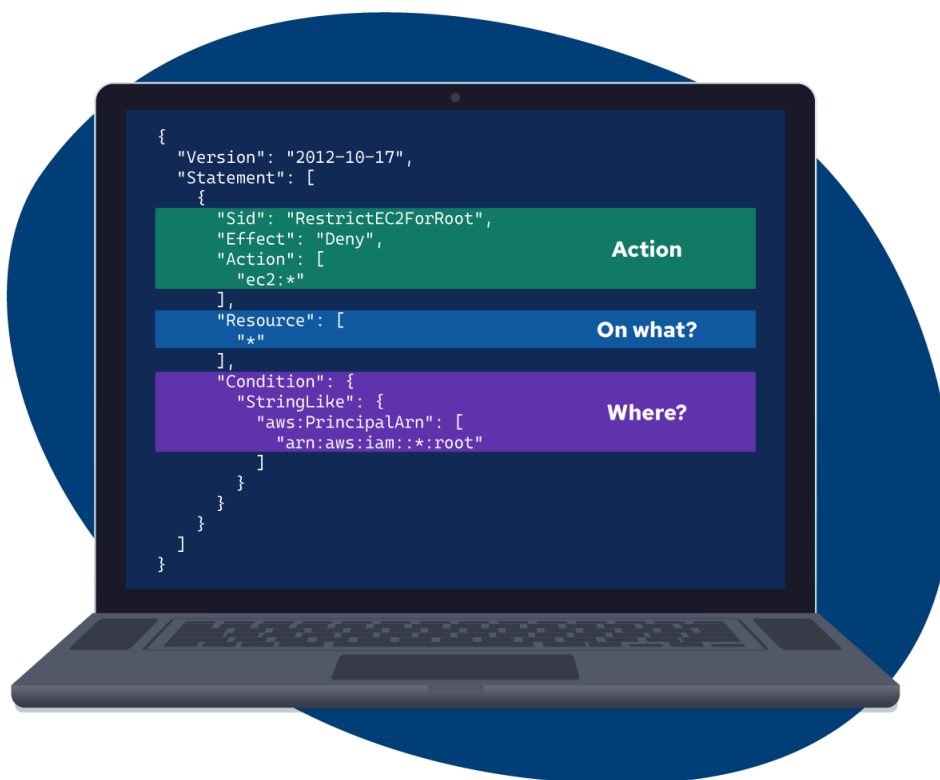 {
"Version": "2012-10-17",
"Statement": [
{
"Sid": "RestrictEC2ForRoot",
"Effect": "Deny",
"Action": [
"ec2:*"
],
Action
"Resource": [
"*"
],
On what?
"Condition": {
"StringLike": {
"aws:PrincipalArn": [
"arn:aws:iam::*:root"
]
Where?
}
}
}
]
}